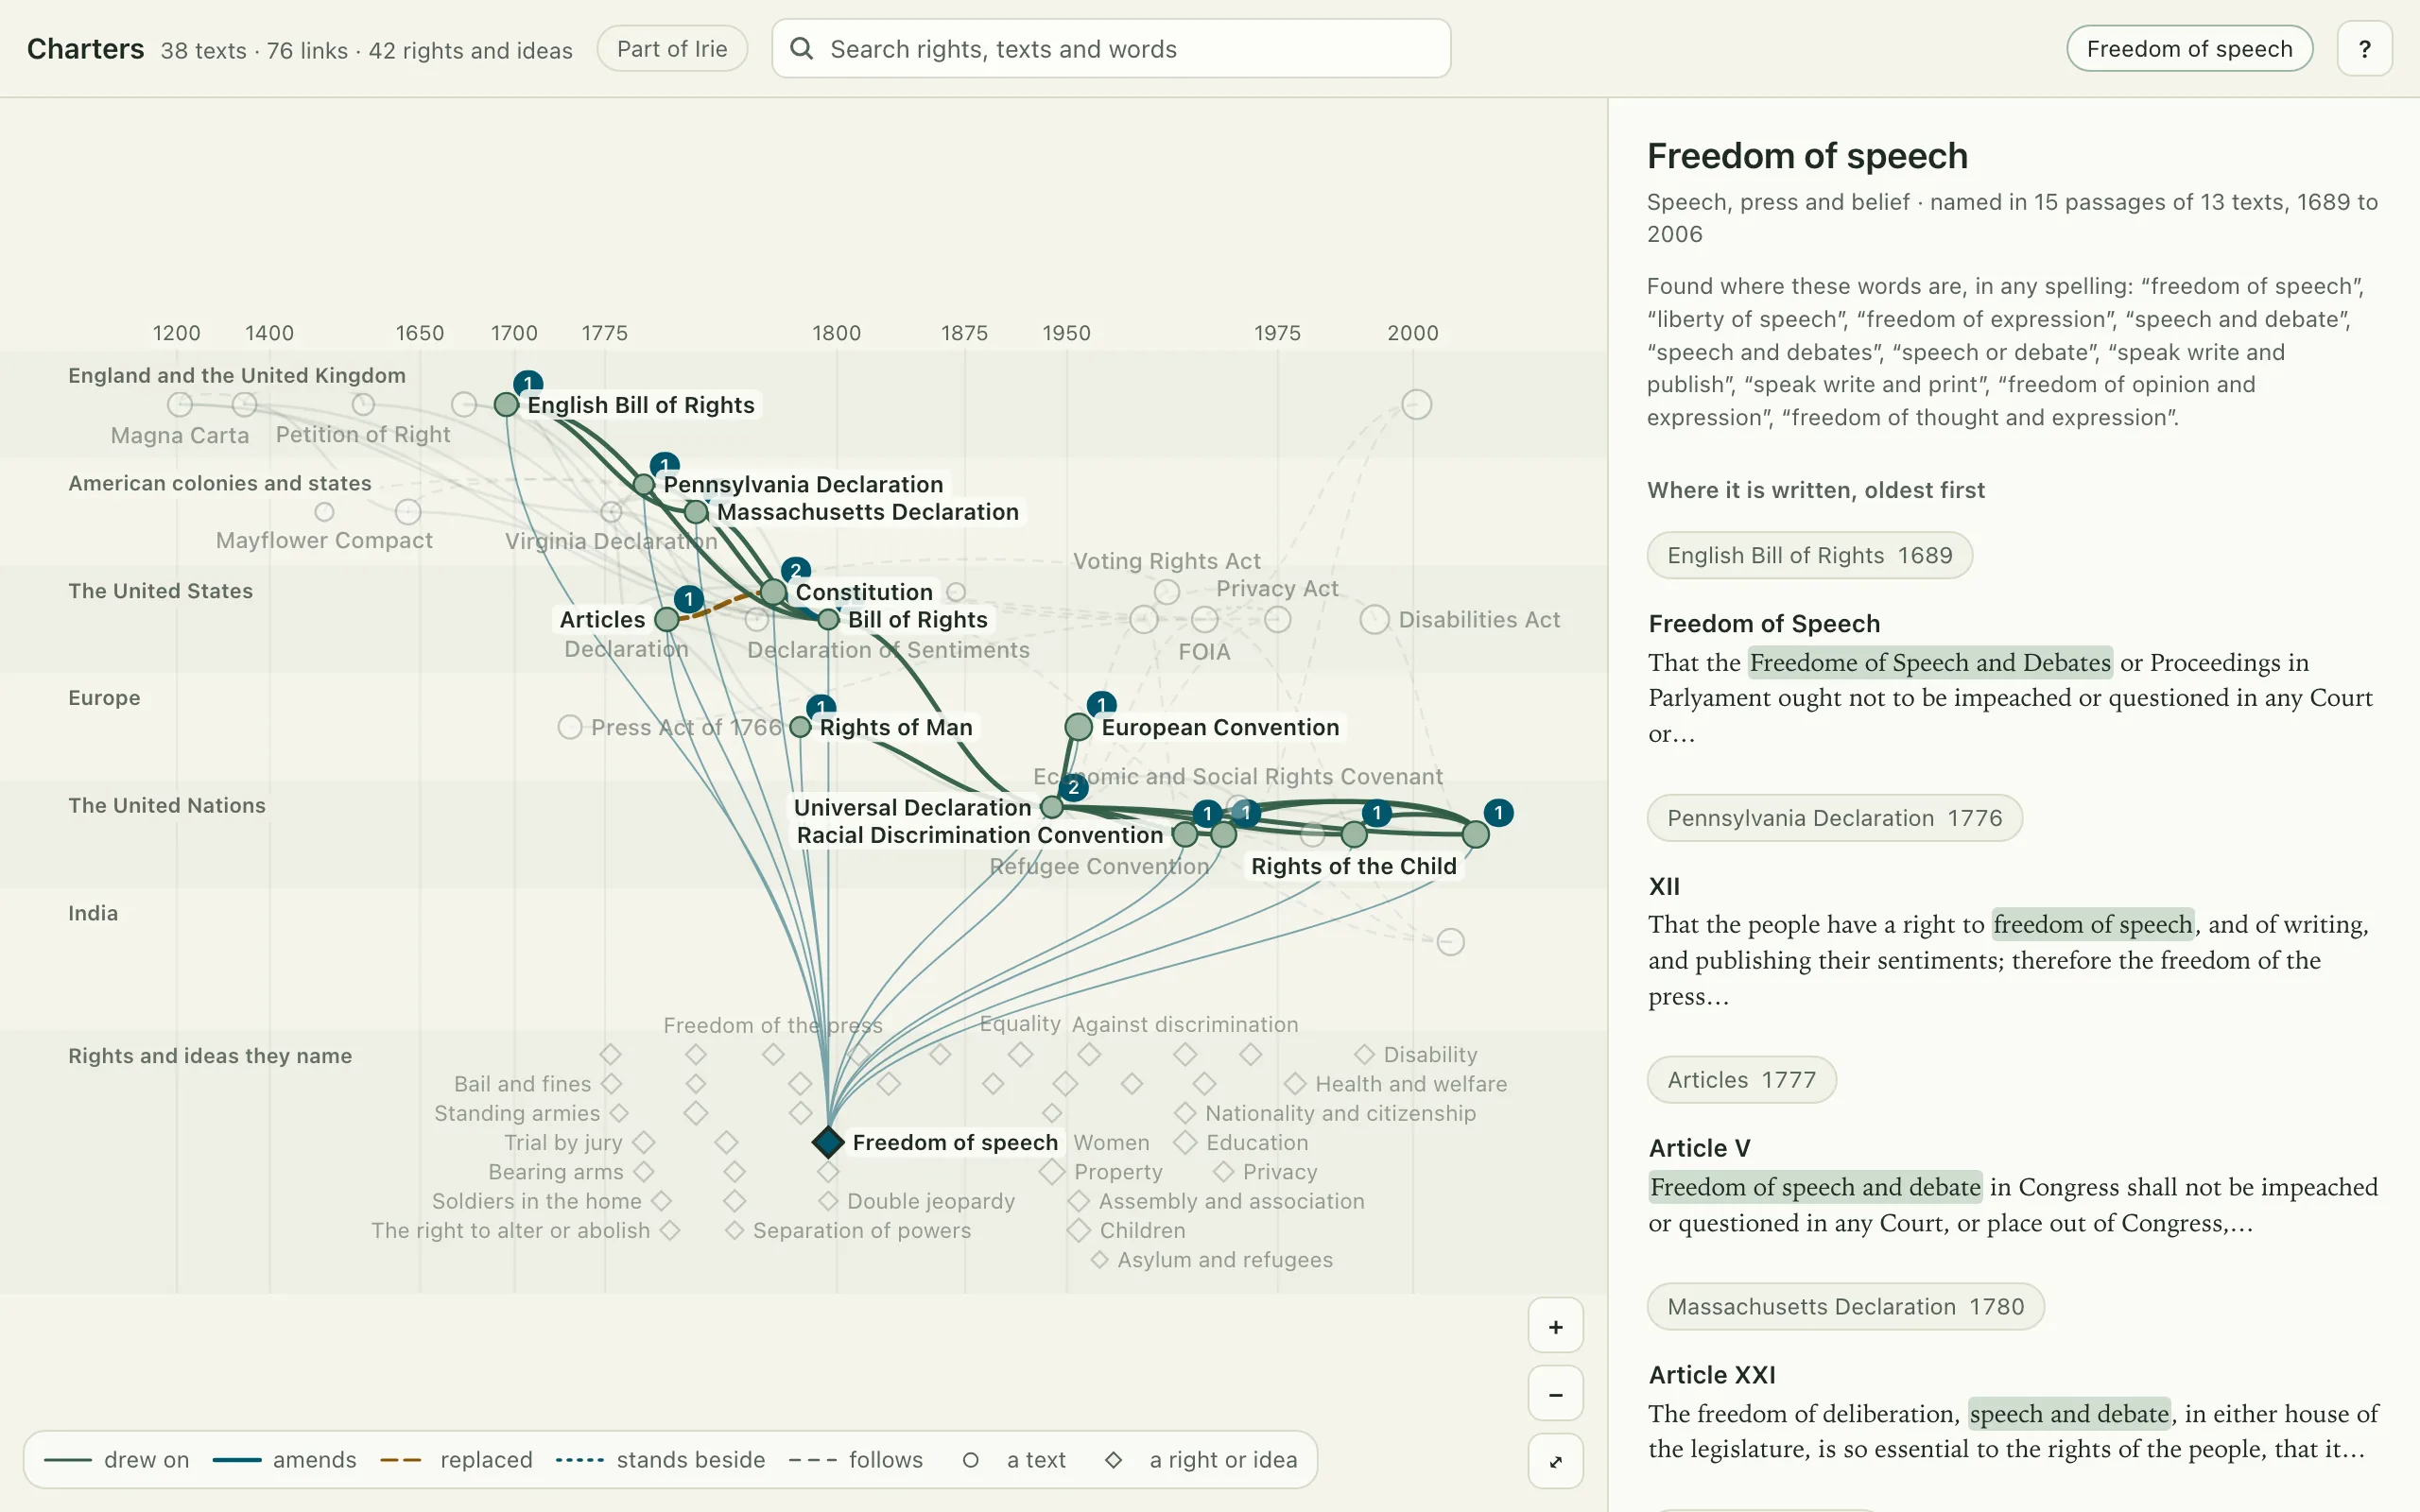 Charters
38 texts · 76 links · 42 rights and ideas
Part of Irie
Search rights, texts and words
Freedom of speech
?
1200
1400
1650
1700
1775
1800
1875
1950
1975
2000
England and the United Kingdom
1
English Bill of Rights
Magna Carta
Petition of Right
1
American colonies and states
Pennsylvania Declaration
Massachusetts Declaration
Mayflower Compact
Virginia Declaration
Voting Rights Act
2
The United States
1
Constitution
Privacy Act
Articles
Bill of Rights
Disabilities Act
Declaration
Declaration of Sentiments
FOIA
Europe
1
1
Press Act of 1766
Rights of Man
European Convention
Economic and Social Rights Covenant
2
The United Nations
Universal Declaration
1
1
1
1
Racial Discrimination Convention
Refugee Convention
Rights of the Child
India
Freedom of the press
Equality
Against discrimination
Rights and ideas they name
Disability
Bail and fines
Health and welfare
Standing armies
Nationality and citizenship
Trial by jury
Freedom of speech
Women
Education
Bearing arms
Property
Privacy
Soldiers in the home
Double jeopardy
Assembly and association
The right to alter or abolish
Separation of powers
Children
Asylum and refugees
+
−
drew on
amends
replaced
stands beside
follows
a text
a right or idea
Freedom of speech
Speech, press and belief · named in 15 passages of 13 texts, 1689 to
2006
Found where these words are, in any spelling: “freedom of speech”,
“liberty of speech”, “freedom of expression”, “speech and debate”,
“speech and debates”, “speech or debate”, “speak write and
publish”, “speak write and print”, “freedom of opinion and
expression”, “freedom of thought and expression”.
Where it is written, oldest first
English Bill of Rights 1689
Freedom of Speech
That the Freedome of Speech and Debates or Proceedings in
Parlyament ought not to be impeached or questioned in any Court
or…
Pennsylvania Declaration 1776
XII
That the people have a right to freedom of speech, and of writing,
and publishing their sentiments; therefore the freedom of the
press…
Articles 1777
Article V
Freedom of speech and debate in Congress shall not be impeached
or questioned in any Court, or place out of Congress,…
Massachusetts Declaration 1780
Article XXI
The freedom of deliberation, speech and debate, in either house of
the legislature, is so essential to the rights of the people, that it…